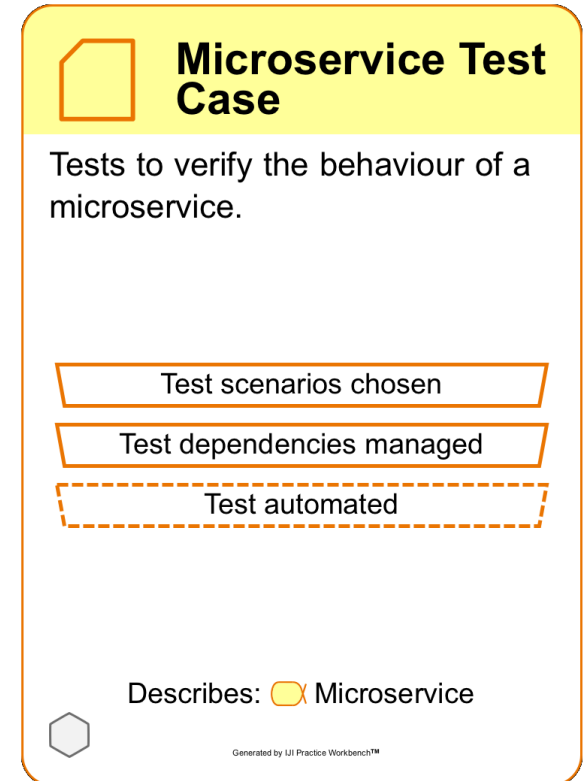 Microservice Test
Case
Tests to verify the behaviour of a
microservice.
Test scenarios chosen
Test dependencies managed
Test automated
Describes: Microservice
Generated by IJI Practice Workbench™